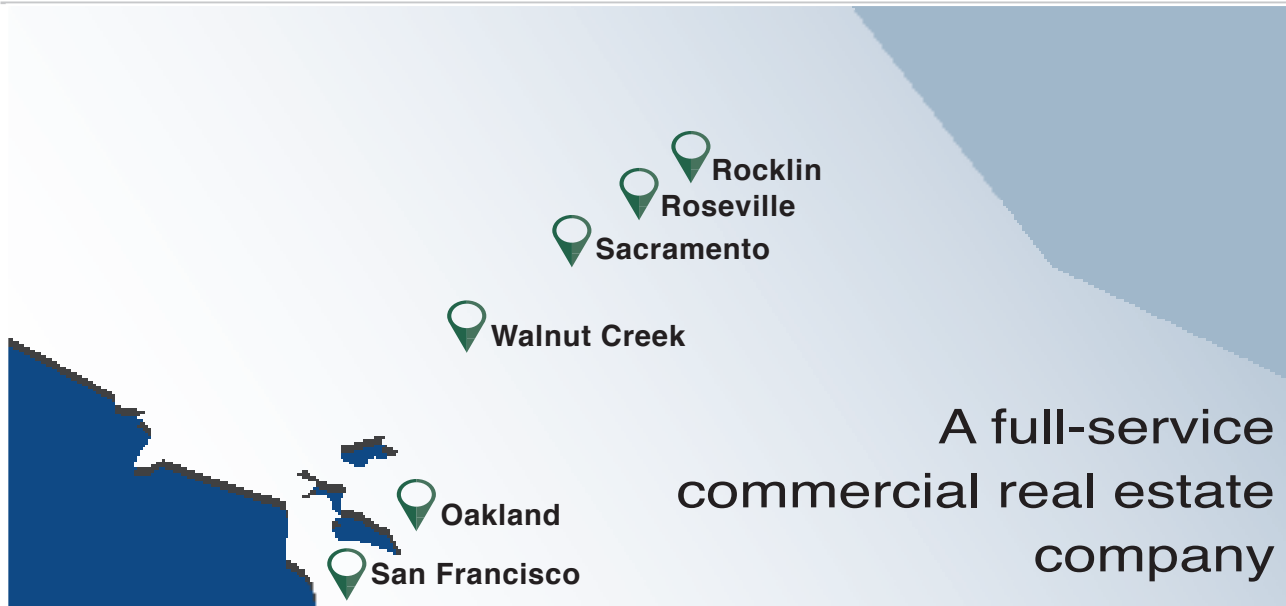 Rocklin
Roseville
Sacramento
Walnut Creek
A full-service
commercial real estate
company
Oakland
San Francisco